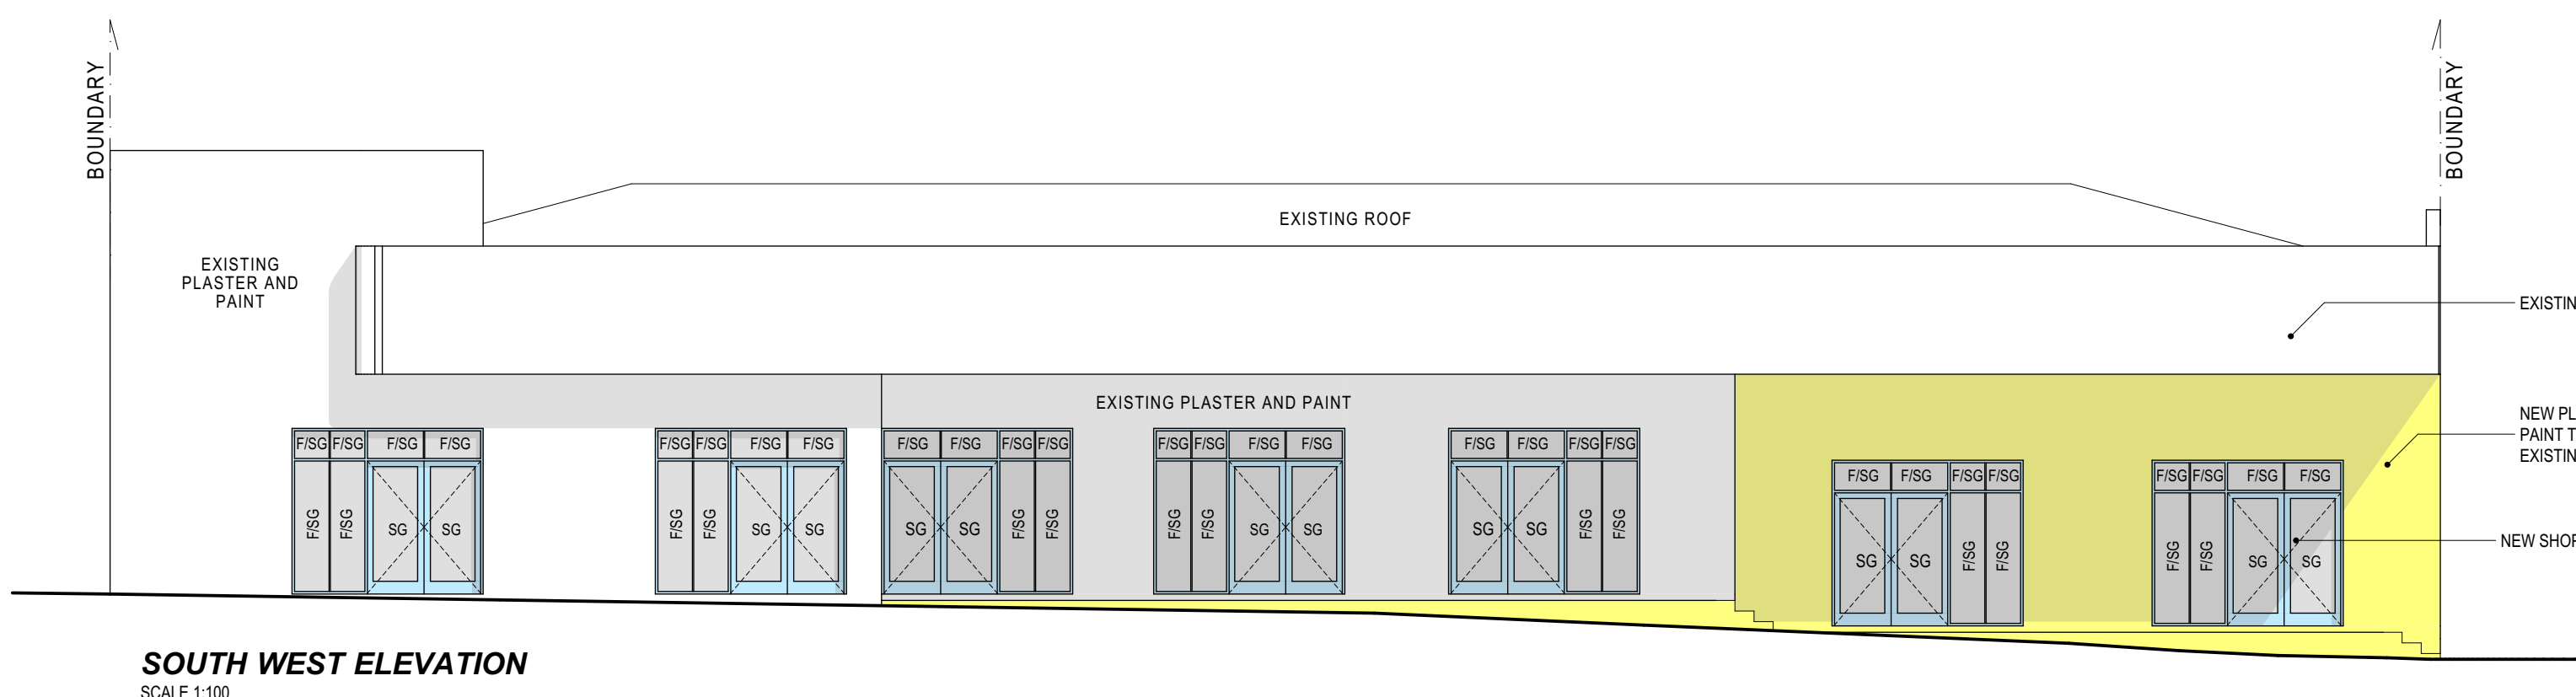 BOUNDARY
BOUNDARY
EXISTING ROOF
EXISTING
PLASTER AND
PAINT
EXISTIN
EXISTING PLASTER AND PAINT
NEW PL
PAINT T
EXISTIN
F/SG F/SG F/SG F/SG
F/SG F/SG F/SG F/SG
F/SG F/SG F/SG F/SG
F/SG F/SG F/SG F/SG
F/SG F/SG F/SG F/SG
F/SG F/SG F/SG F/SG
F/SG F/SG F/SG F/SG
F/SG F/SG SG SG
F/SG F/SG SG SG
SG SG F/SG F/SG
F/SG F/SG SG SG
SG SG F/SG F/SG
SG SG F/SG F/SG
F/SG F/SG SG SG
NEW SHOP
SOUTH WEST ELEVATION
SCALE 1:100